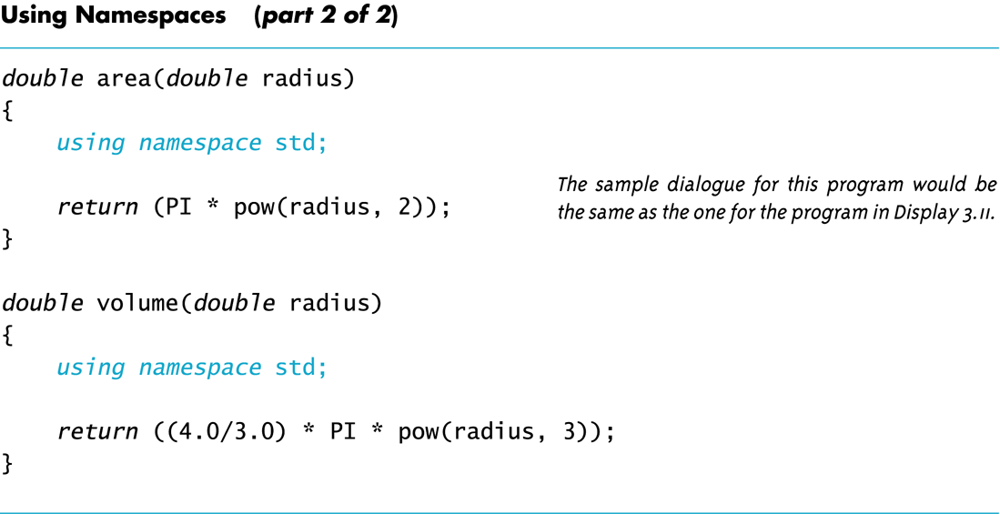 Using Namespaces (part 2 of 2)
double area(double radius)
{
using namespace std;
return (PI * pow(radius, 2));
}
The sample dialogue for this program would be
the same as the one for the program in Display 3.11.
double volume(double radius)
{
using namespace std;
return ((4.0/3.0) * PI * pow(radius, 3));
}